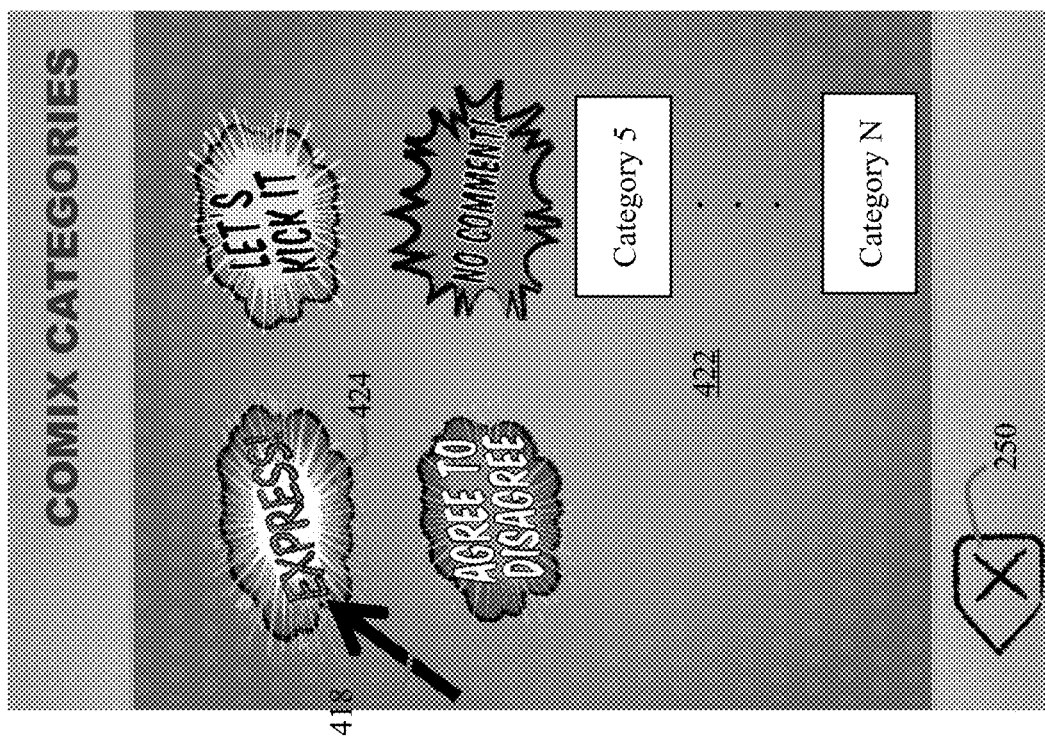 COMIX CATEGORIES
EXPRESS
LET'S
KICK IT
418
424
AGREE TO
DISAGREE
NO COMMENT!
Category 5
422
Category N
250